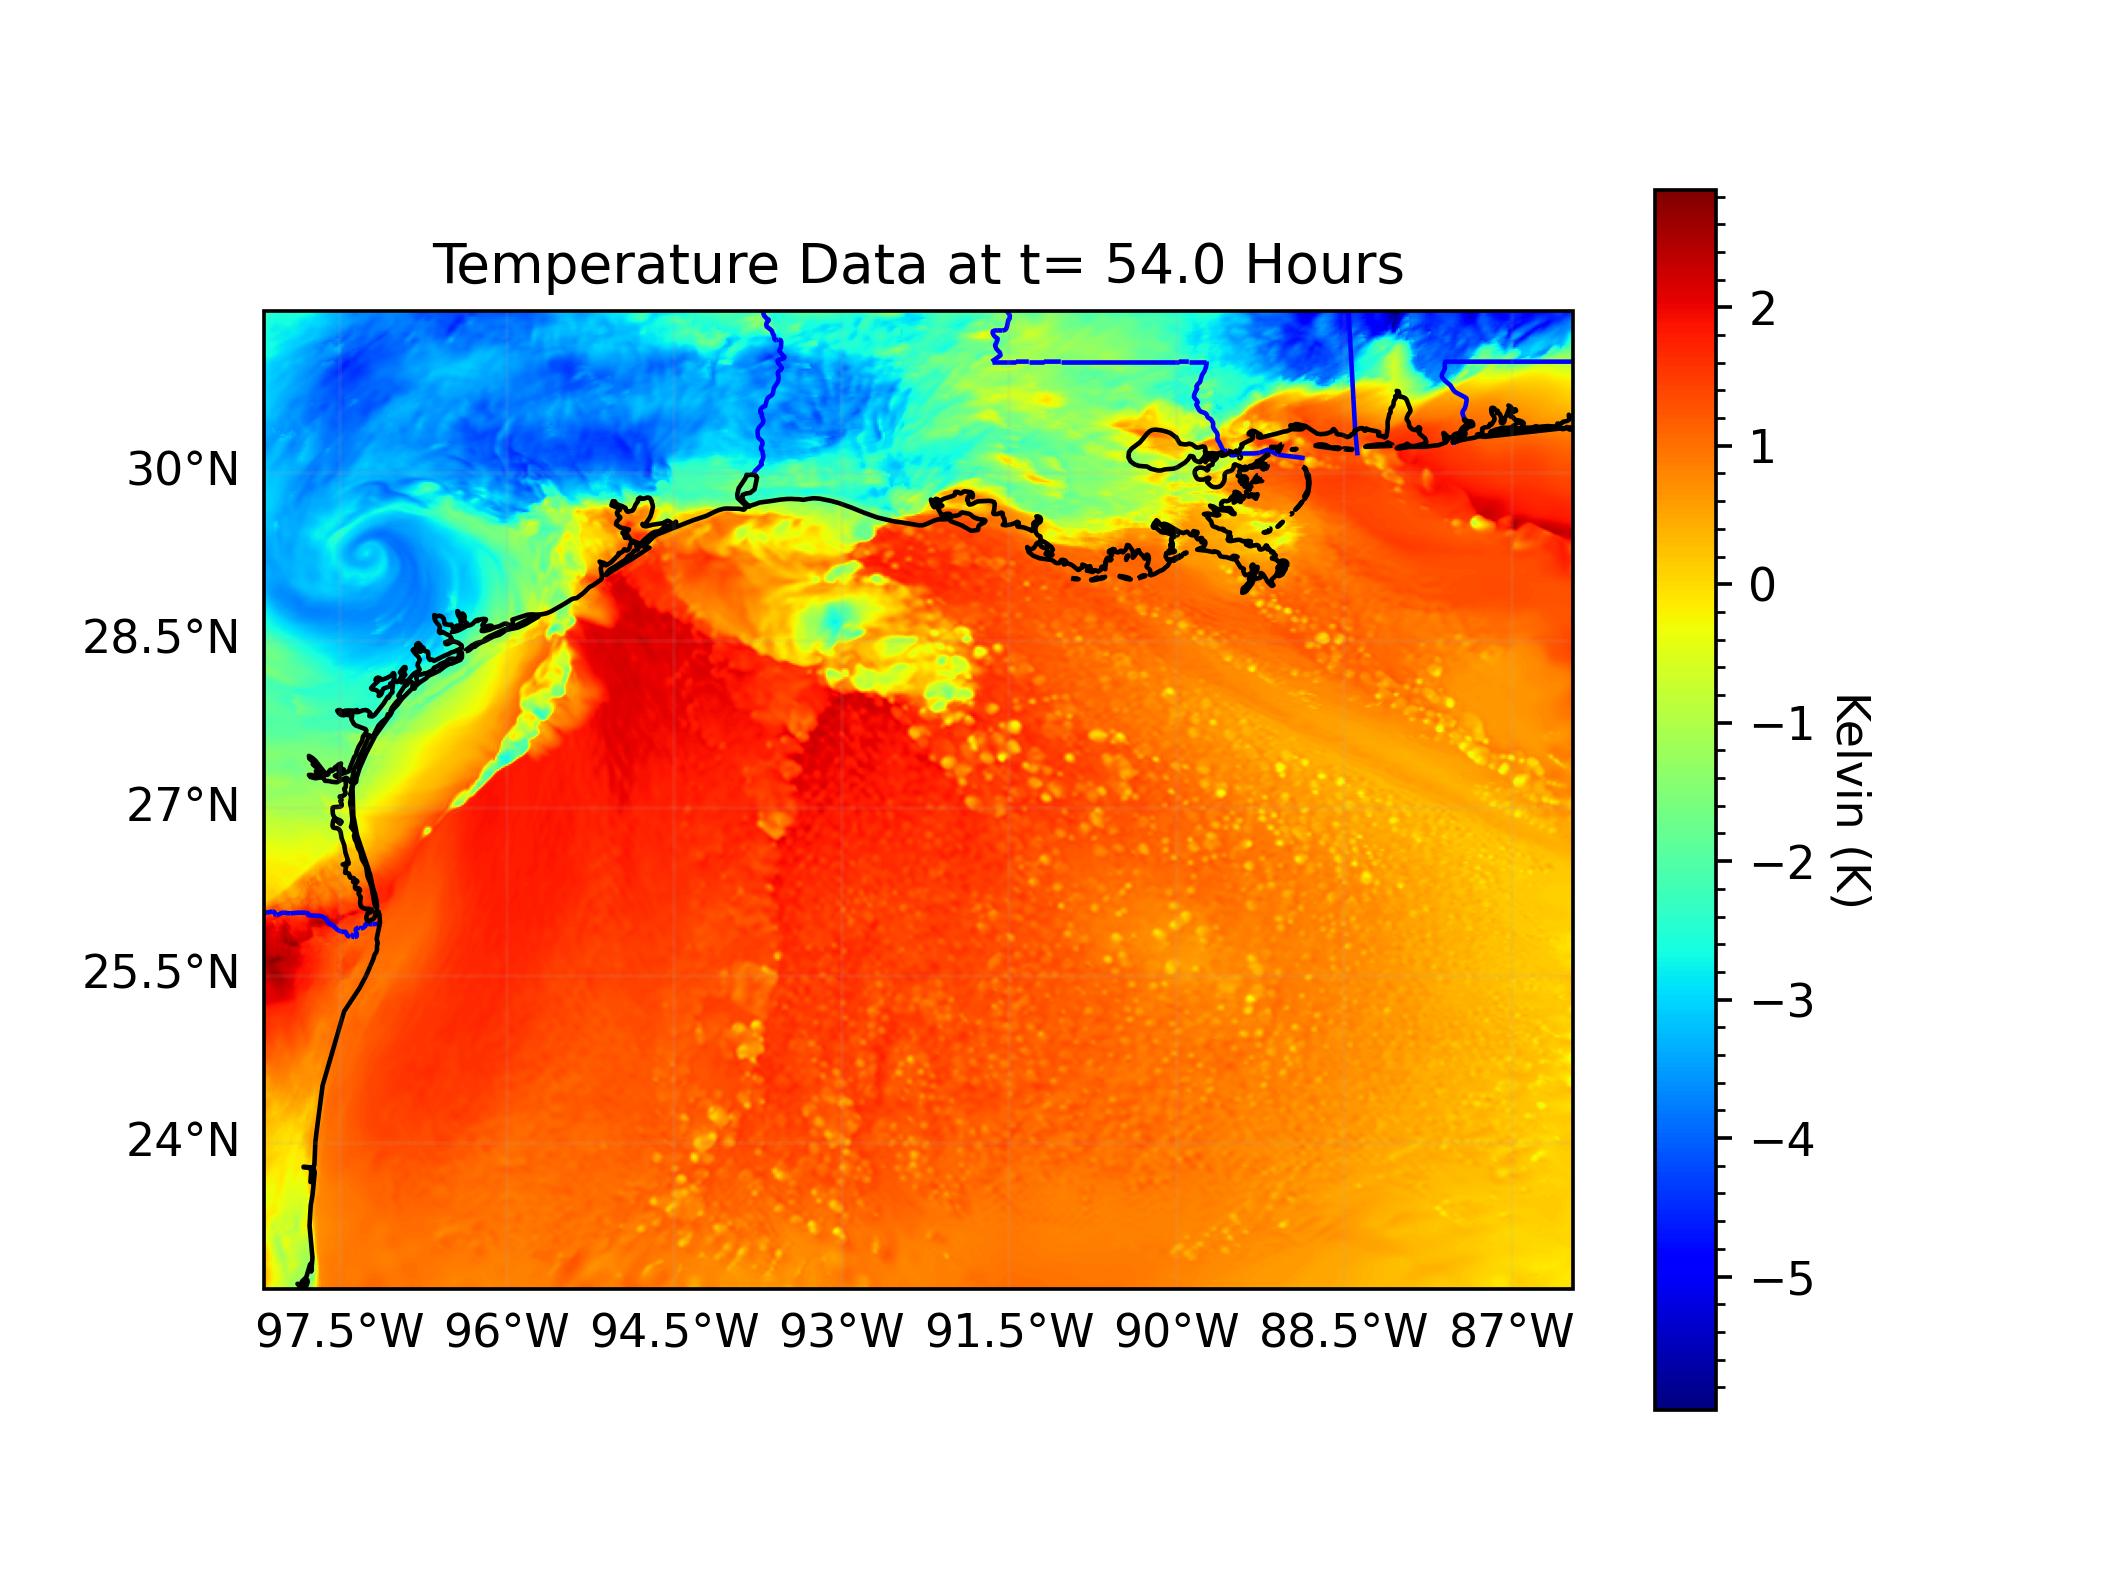 Temperature Data at t= 54.0 Hours
30°N
28.5°N
27°N
25.5°N
24°N
97.5°W 96°W 94.5°W 93°W 91.5°W 90°W 88.5°W 87°W
2
1
0
−1
−2
−3
−4
−5
Kelvin (K)